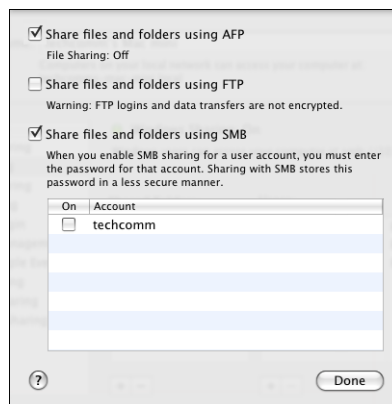 Share files and folders using AFP
File Sharing: Off
Share files and folders using FTP
Warning: FTP logins and data transfers are not encrypted.
Share files and folders using SMB
When you enable SMB sharing for a user account, you must enter
the password for that account. Sharing with SMB stores this
password in a less secure manner.
On Account
techcomm
? Done